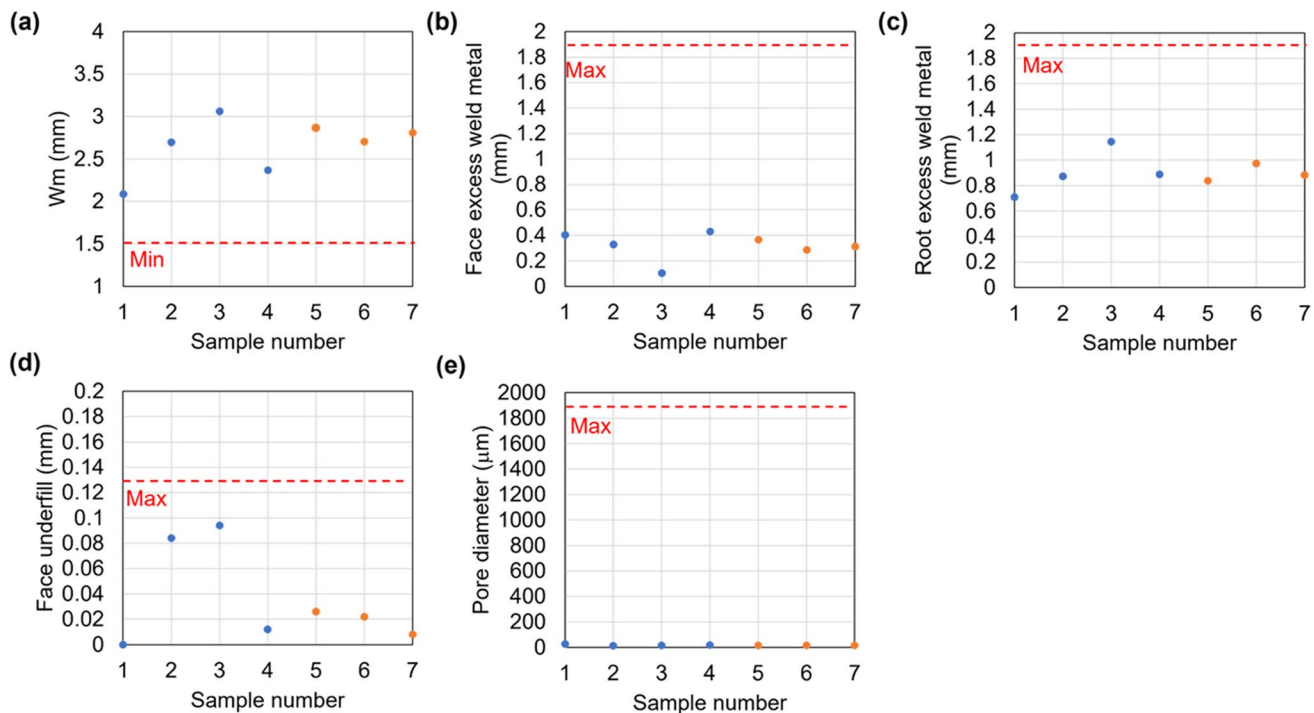 (a)
4
3.5
3
2.5
2
1.5
1
Wm (mm)
Min
1 2 3 4 5 6 7
Sample number
(b)
2
1.8
1.6
1.4
1.2
1
0.8
0.6
0.4
0.2
0
Face excess weld metal
(mm)
Max
1 2 3 4 5 6 7
Sample number
(c)
2
1.8
1.6
1.4
1.2
1
0.8
0.6
0.4
0.2
0
Root excess weld metal
(mm)
Max
1 2 3 4 5 6 7
Sample number
(d)
0.2
0.18
0.16
0.14
0.12
0.1
0.08
0.06
0.04
0.02
0
Face underfill (mm)
Max
1 2 3 4 5 6 7
Sample number
(e)
2000
1800
1600
1400
1200
1000
800
600
400
200
0
Pore diameter (μm)
Max
1 2 3 4 5 6 7
Sample number